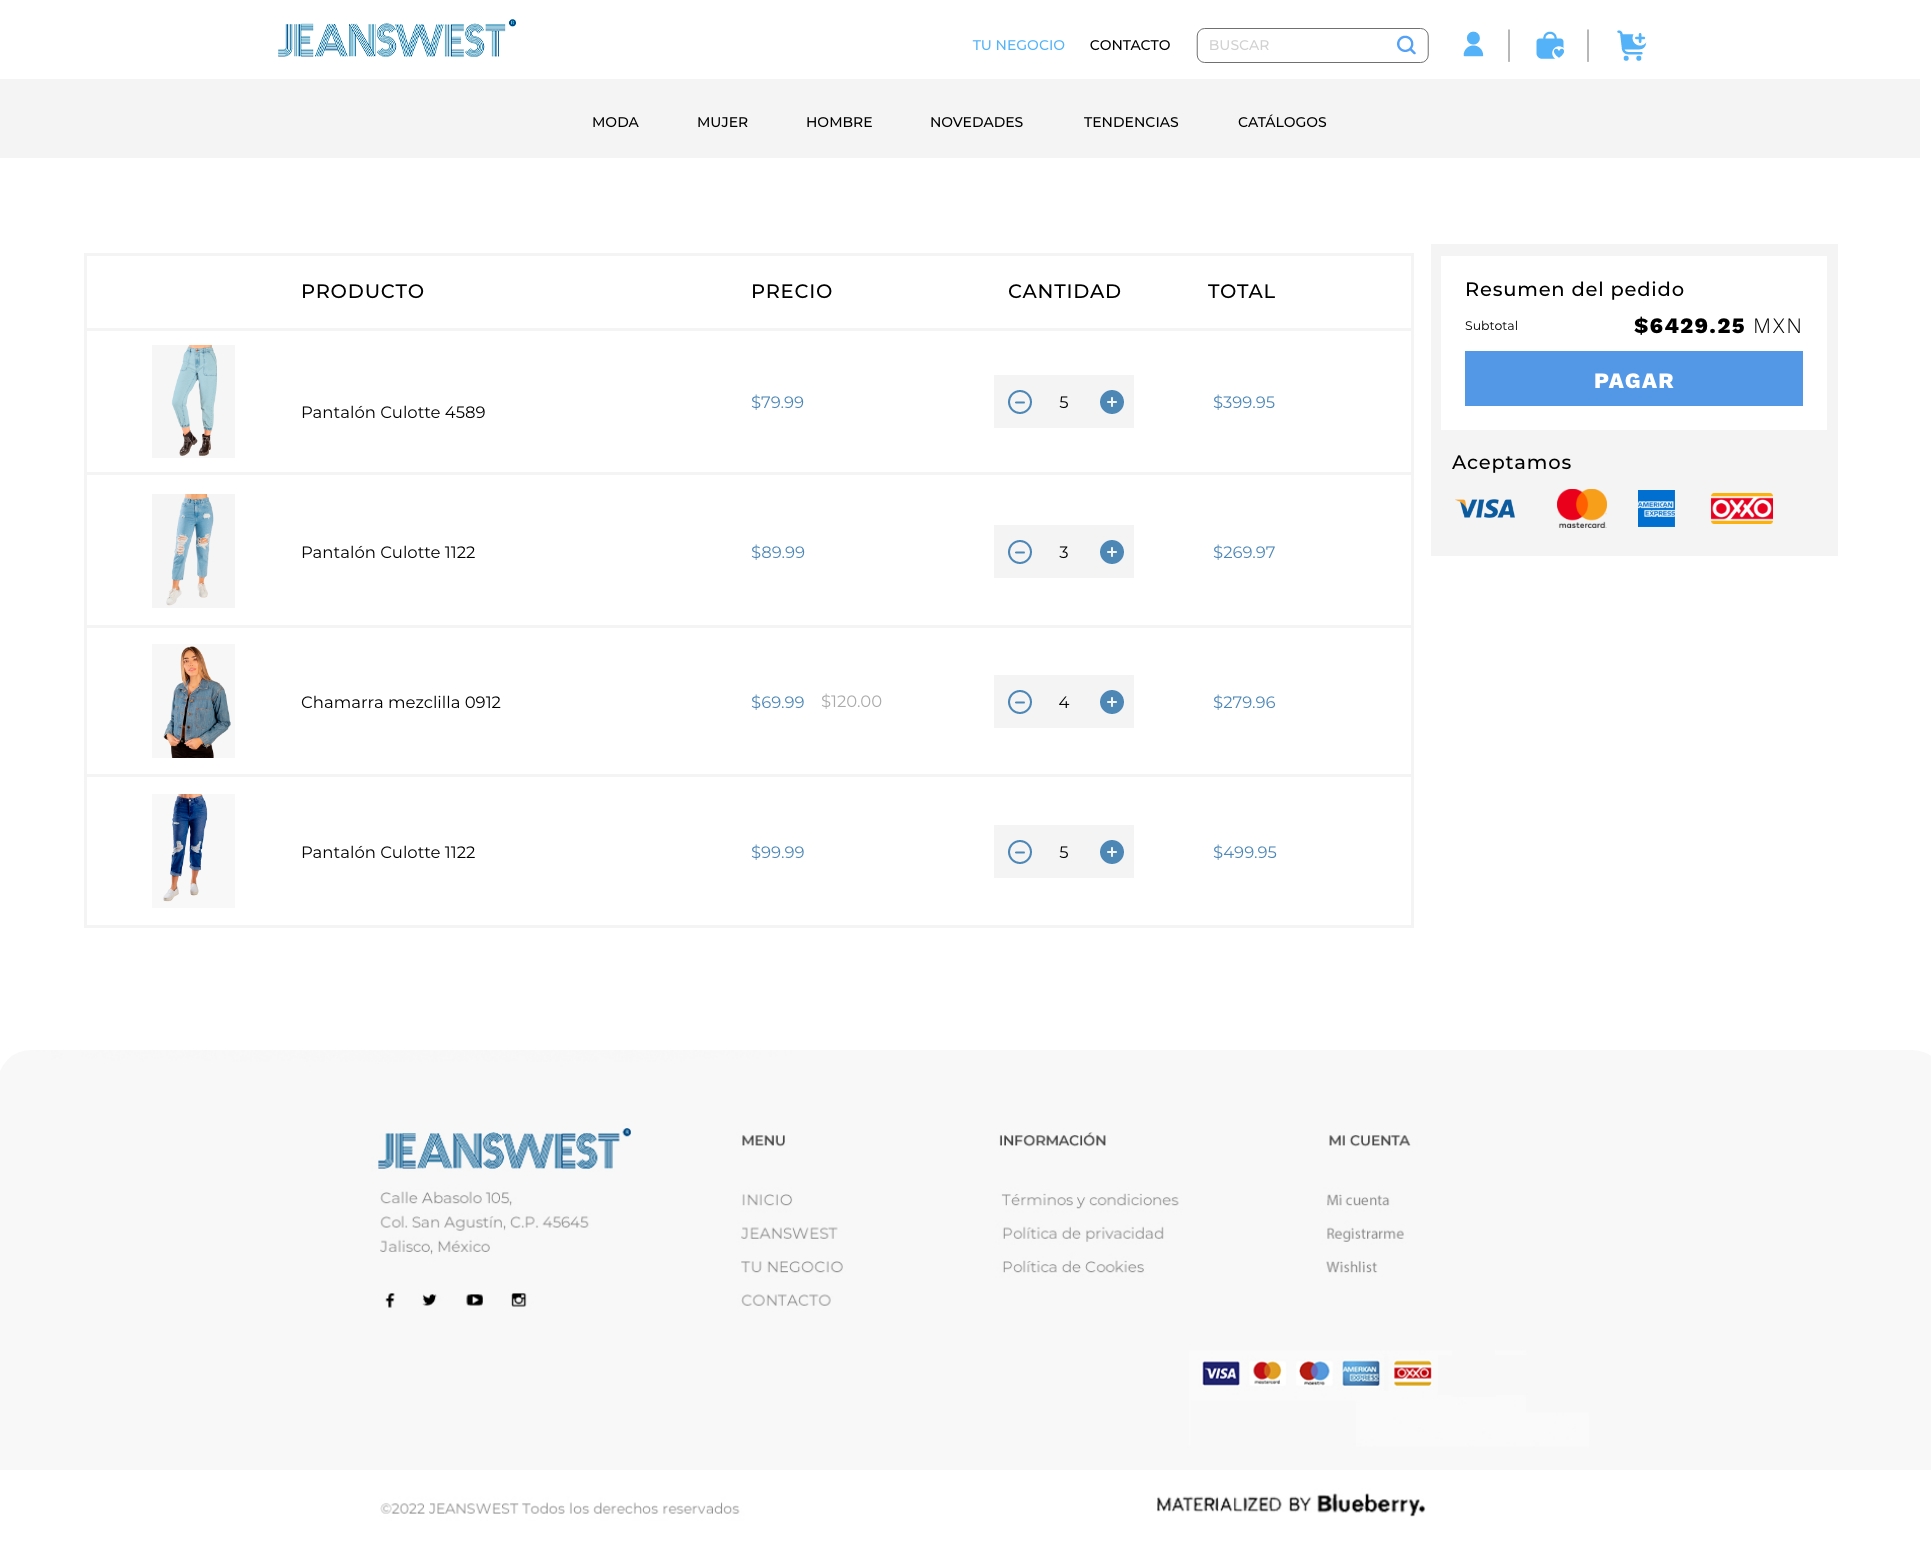 JEANSWEST
TU NEGOCIO CONTACTO BUSCAR
MODA MUJER HOMBRE NOVEDADES TENDENCIAS CATÁLOGOS
PRODUCTO PRECIO CANTIDAD TOTAL
Pantalón Culotte 4589 $79.99 5 $399.95
Pantalón Culotte 1122 $89.99 3 $269.97
Chamarra mezclilla 0912 $69.99 $120.00 4 $279.96
Pantalón Culotte 1122 $99.99 5 $499.95
Resumen del pedido
Subtotal $6429.25 MXN
PAGAR
Aceptamos
VISA mastercard AMERICAN EXPRESS OXXO
JEANSWEST
Calle Abasolo 105,
Col. San Agustín, C.P. 45645
Jalisco, México
MENU
INICIO
JEANSWEST
TU NEGOCIO
CONTACTO
INFORMACIÓN
Términos y condiciones
Política de privacidad
Política de Cookies
MI CUENTA
Mi cuenta
Registrarme
Wishlist
VISA mastercard maestro AMERICAN EXPRESS OXXO
©2022 JEANSWEST Todos los derechos reservados
MATERIALIZED BY Blueberry.